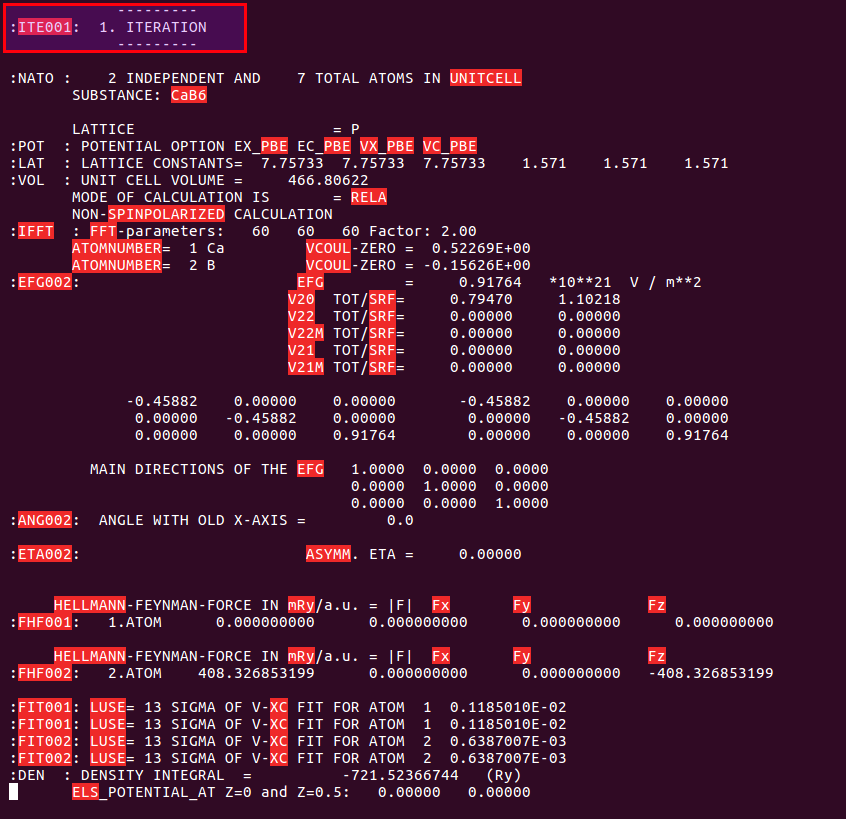 ---------
:ITE001:  1. ITERATION
---------
:NATO :    2 INDEPENDENT AND    7 TOTAL ATOMS IN UNITCELL
SUBSTANCE: CaB6
LATTICE                      = P
:POT  : POTENTIAL OPTION EX_PBE EC_PBE VX_PBE VC_PBE
:LAT  : LATTICE CONSTANTS=  7.75733  7.75733  7.75733    1.571    1.571    1.571
:VOL  : UNIT CELL VOLUME =     466.80622
MODE OF CALCULATION IS       = RELA
NON-SPINPOLARIZED CALCULATION
:IFFT  : FFT-parameters:   60   60   60 Factor: 2.00
ATOMNUMBER=  1 Ca         VCOUL-ZERO =  0.52269E+00
ATOMNUMBER=  2 B          VCOUL-ZERO = -0.15626E+00
:EFG002:                        EFG         =     0.91764   *10**21  V / m**2
V20  TOT/SRF=     0.79470     1.10218
V22  TOT/SRF=     0.00000     0.00000
V22M TOT/SRF=     0.00000     0.00000
V21  TOT/SRF=     0.00000     0.00000
V21M TOT/SRF=     0.00000     0.00000
-0.45882    0.00000    0.00000       -0.45882    0.00000    0.00000
0.00000   -0.45882    0.00000        0.00000   -0.45882    0.00000
0.00000    0.00000    0.91764        0.00000    0.00000    0.91764
MAIN DIRECTIONS OF THE EFG   1.0000  0.0000  0.0000
0.0000  1.0000  0.0000
0.0000  0.0000  1.0000
:ANG002:  ANGLE WITH OLD X-AXIS =         0.0
:ETA002:                         ASYMM. ETA =     0.00000
HELLMANN-FEYNMAN-FORCE IN mRy/a.u. = |F|  Fx       Fy             Fz
:FHF001:   1.ATOM      0.000000000      0.000000000      0.000000000      0.000000000
HELLMANN-FEYNMAN-FORCE IN mRy/a.u. = |F|  Fx       Fy             Fz
:FHF002:   2.ATOM    408.326853199      0.000000000      0.000000000   -408.326853199
:FIT001: LUSE= 13 SIGMA OF V-XC FIT FOR ATOM  1  0.1185010E-02
:FIT001: LUSE= 13 SIGMA OF V-XC FIT FOR ATOM  1  0.1185010E-02
:FIT002: LUSE= 13 SIGMA OF V-XC FIT FOR ATOM  2  0.6387007E-03
:FIT002: LUSE= 13 SIGMA OF V-XC FIT FOR ATOM  2  0.6387007E-03
:DEN  : DENSITY INTEGRAL  =          -721.52366744   (Ry)
ELS_POTENTIAL_AT Z=0 and Z=0.5:   0.00000   0.00000